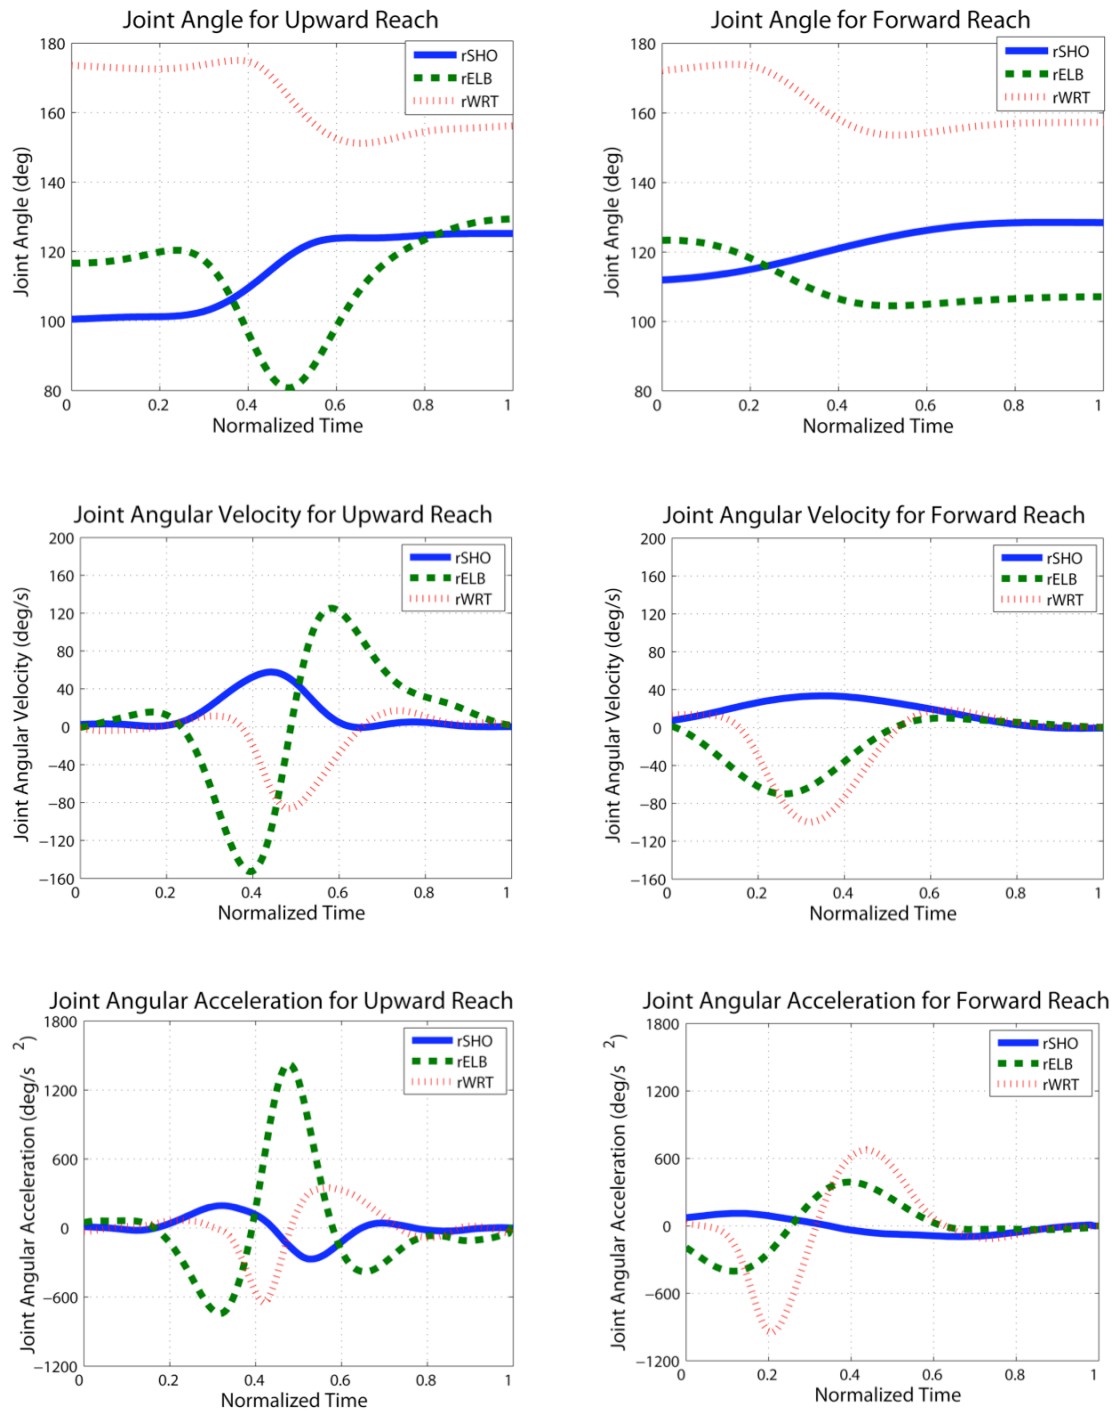 Joint Angle for Upward Reach
180
160
140
120
100
80
0 0.2 0.4 0.6 0.8 1
Joint Angle (deg)
Normalized Time
rSHO
rELB
rWRT
Joint Angle for Forward Reach
180
160
140
120
100
80
0 0.2 0.4 0.6 0.8 1
Joint Angle (deg)
Normalized Time
rSHO
rELB
rWRT
Joint Angular Velocity for Upward Reach
200
160
120
80
40
0
−40
−80
−120
−160
0 0.2 0.4 0.6 0.8 1
Joint Angular Velocity (deg/s)
Normalized Time
rSHO
rELB
rWRT
Joint Angular Velocity for Forward Reach
200
160
120
80
40
0
−40
−80
−120
−160
0 0.2 0.4 0.6 0.8 1
Joint Angular Velocity (deg/s)
Normalized Time
rSHO
rELB
rWRT
Joint Angular Acceleration for Upward Reach
1800
1200
600
0
−600
−1200
0 0.2 0.4 0.6 0.8 1
Joint Angular Acceleration (deg/s 2)
Normalized Time
rSHO
rELB
rWRT
Joint Angular Acceleration for Forward Reach
1800
1200
600
0
−600
−1200
0 0.2 0.4 0.6 0.8 1
Joint Angular Acceleration (deg/s 2)
Normalized Time
rSHO
rELB
rWRT